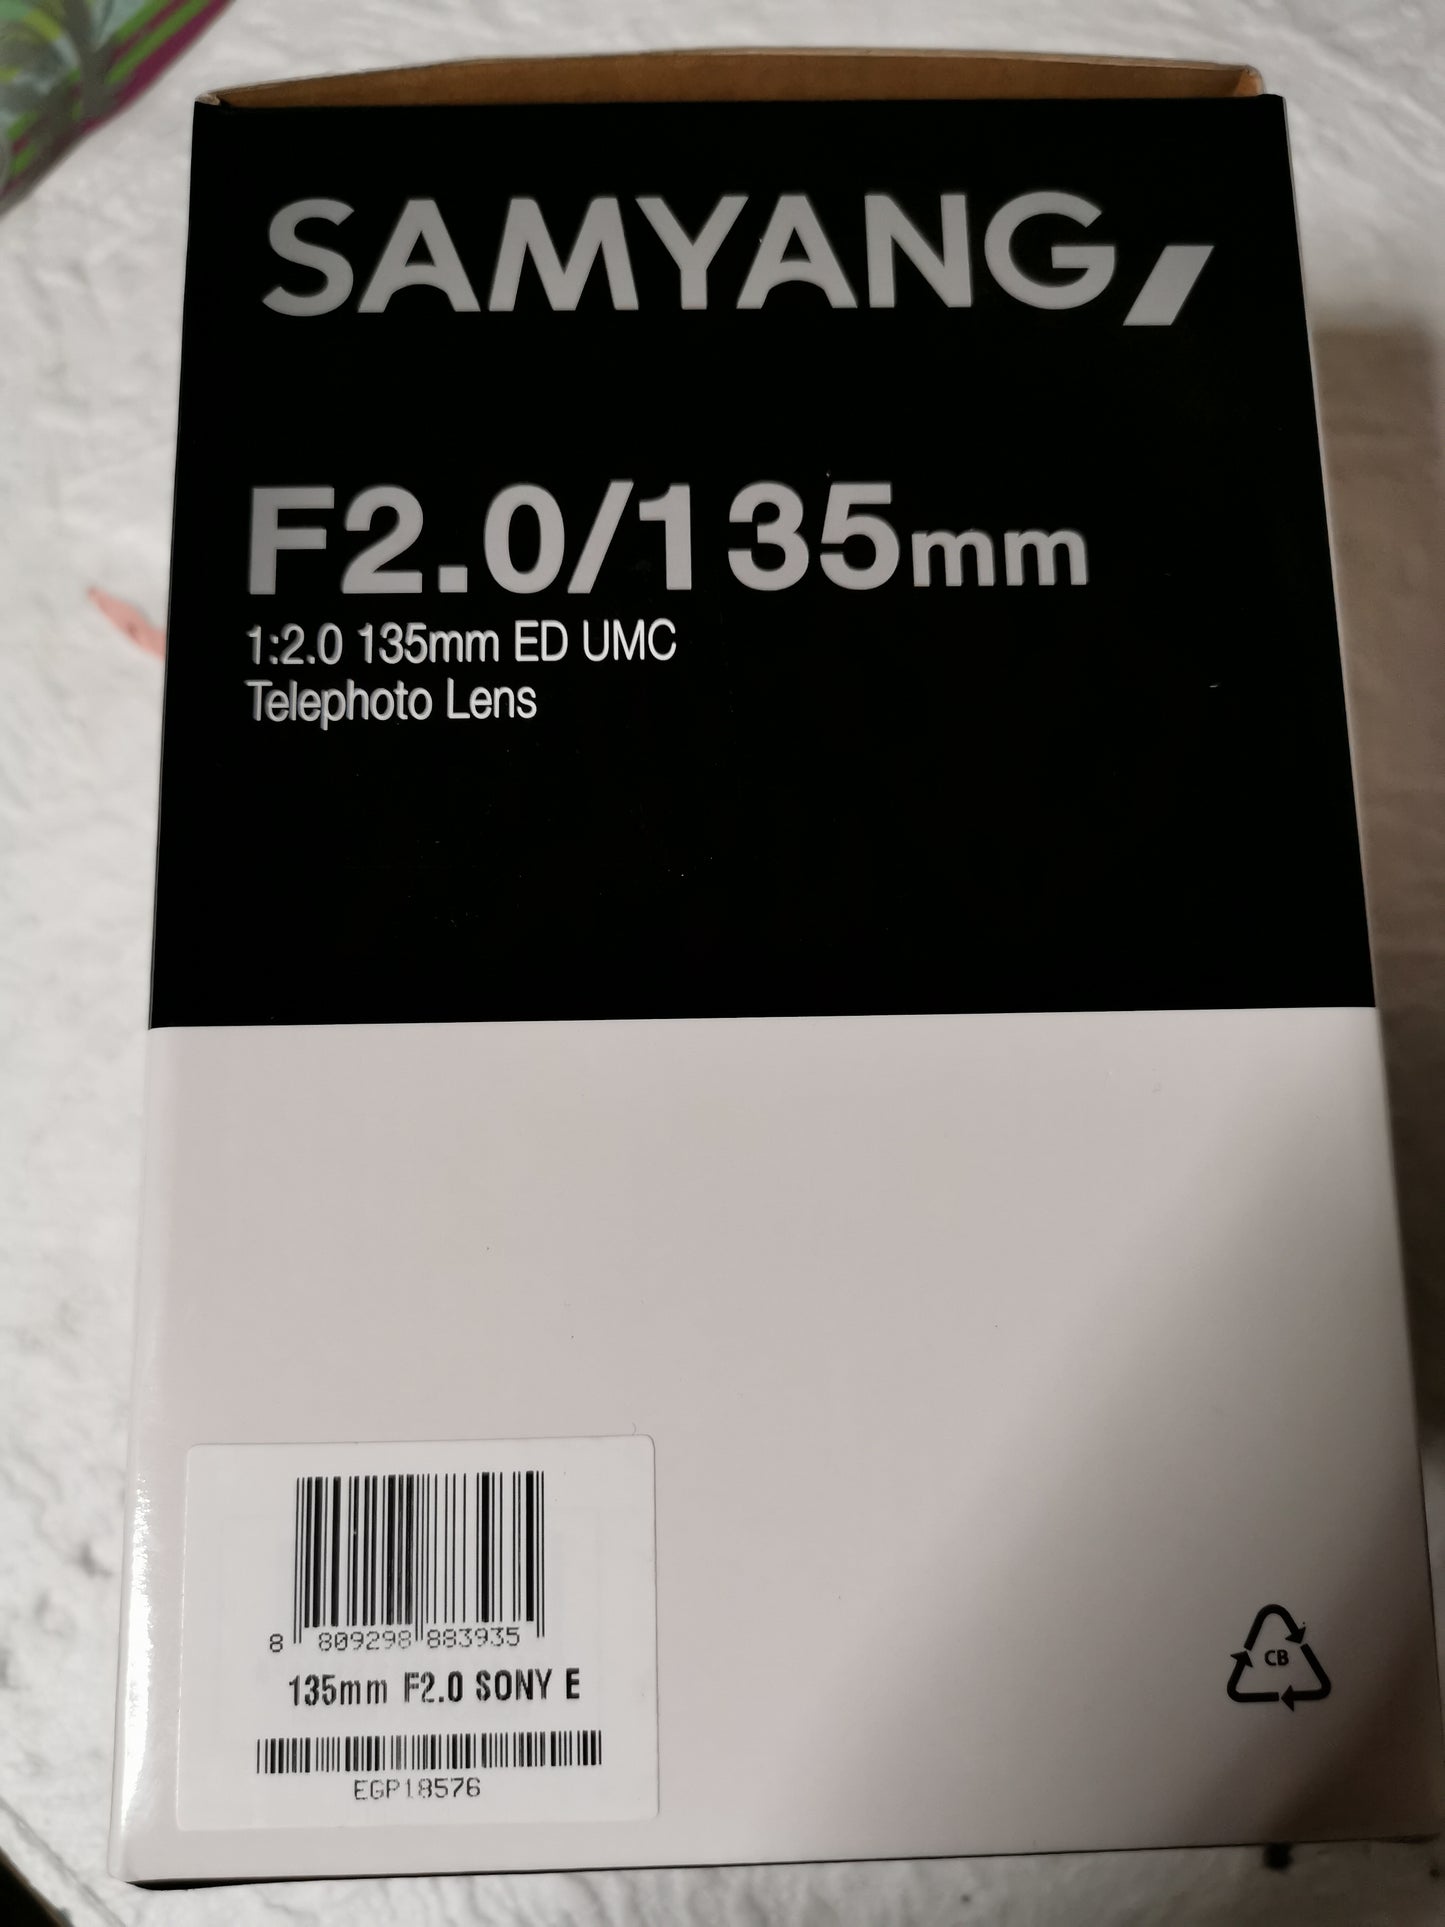 SAMYANG
F2.0/135mm
1:2.0 135mm ED UMC
Telephoto Lens
8 809298 883935
135mm F2.0 SONY E
EGP18576
CB